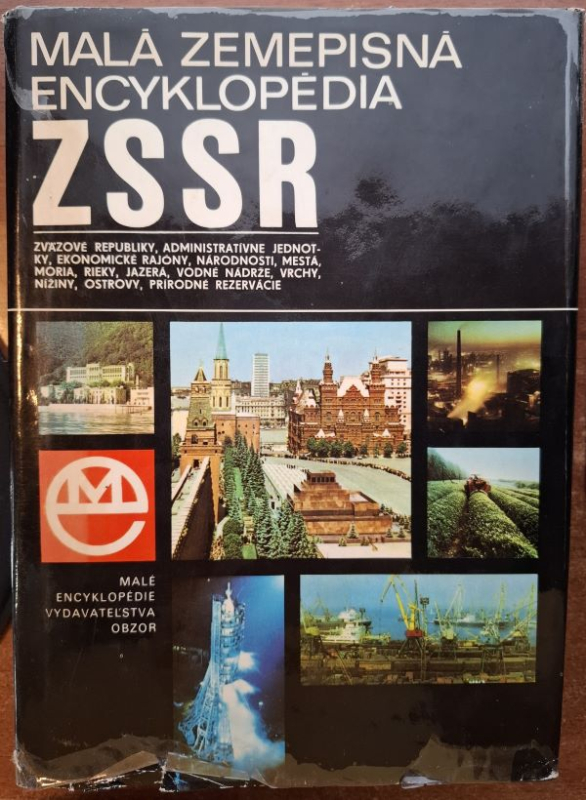 MALÁ ZEMEPISNÁ
ENCYKLOPÉDIA
ZSSR
ZVÄZOVÉ REPUBLIKY, ADMINISTRATÍVNE JEDNOT-
KY, EKONOMICKÉ RAJÓNY, NÁRODNOSTI, MESTÁ,
MORIA, RIEKY, JAZERÁ, VODNÉ NÁDRŽE, VRCHY,
NÍŽINY, OSTROVY, PRÍRODNÉ REZERVÁCIE
eM
MALÉ
ENCYKLOPÉDIE
VYDAVATEĽSTVA
OBZOR